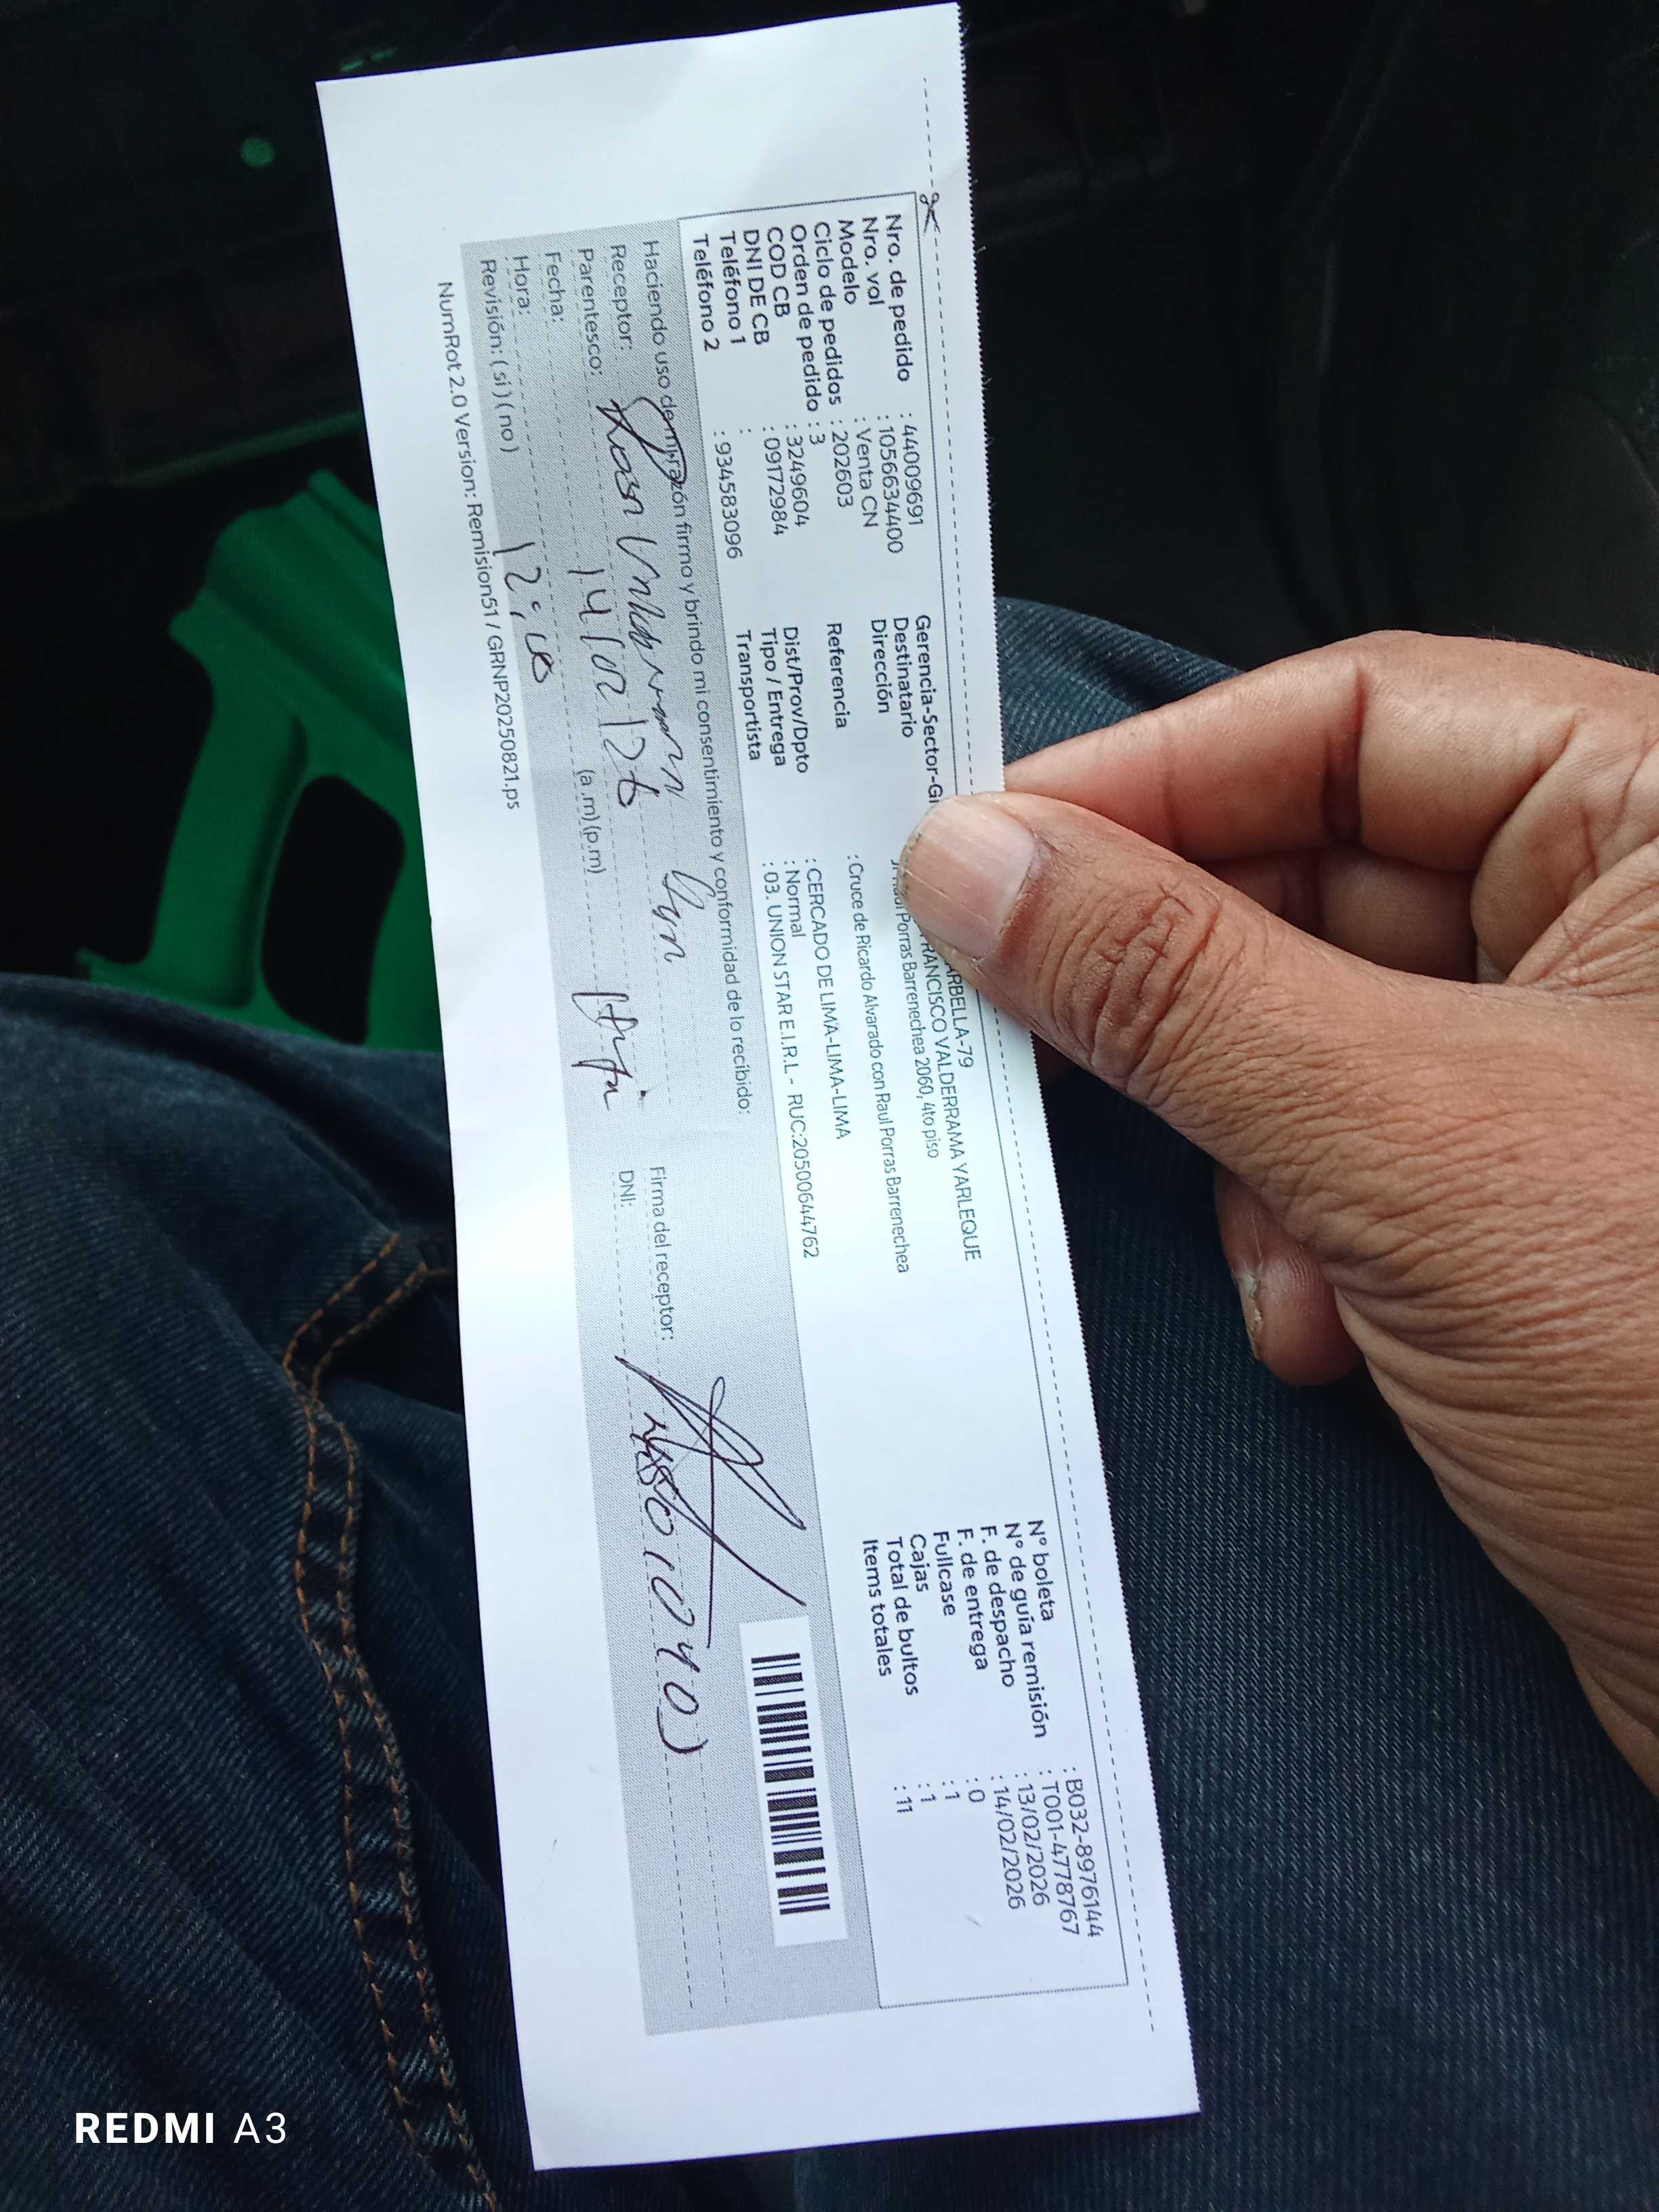 Nro. de pedido : 44009691
Nro. vol : 1056634400
Modelo : Venta CN
Ciclo de pedidos : 202603
Orden de pedido : 3
COD CB : 3249604
DNI DE CB : 09172984
Teléfono 1 :
Teléfono 2 : 934583096
Gerencia-Sector-G ARBELLA-79
Destinatario RANCISCO VALDERRAMA YARLEQUE
Dirección Porras Barrenechea 2060, 4to piso
Referencia : Cruce de Ricardo Alvarado con Raul Porras Barrenechea
Dist/Prov/Dpto : CERCADO DE LIMA-LIMA-LIMA
Tipo / Entrega : Normal
Transportista : 03. UNION STAR E.I.R.L - RUC:20500644762
N° boleta : B032-8976144
N° de guía remisión : T001-4778767
F. de despacho : 13/02/2026
F. de entrega : 14/02/2026
Fullcase : 0
Cajas : 1
Total de bultos : 1
Items totales : 11
Haciendo uso de mi razón firmo y brindo mi consentimiento y conformidad de lo recibido:
Receptor:
Parentesco:
Fecha: 14/02/26
Hora: (a.m)(p.m)
Revisión: ( si ) ( no )
Firma del receptor:
DNI:
NumRot 2.0 Version: Remision51 / GRNP20250821.ps
REDMI A3